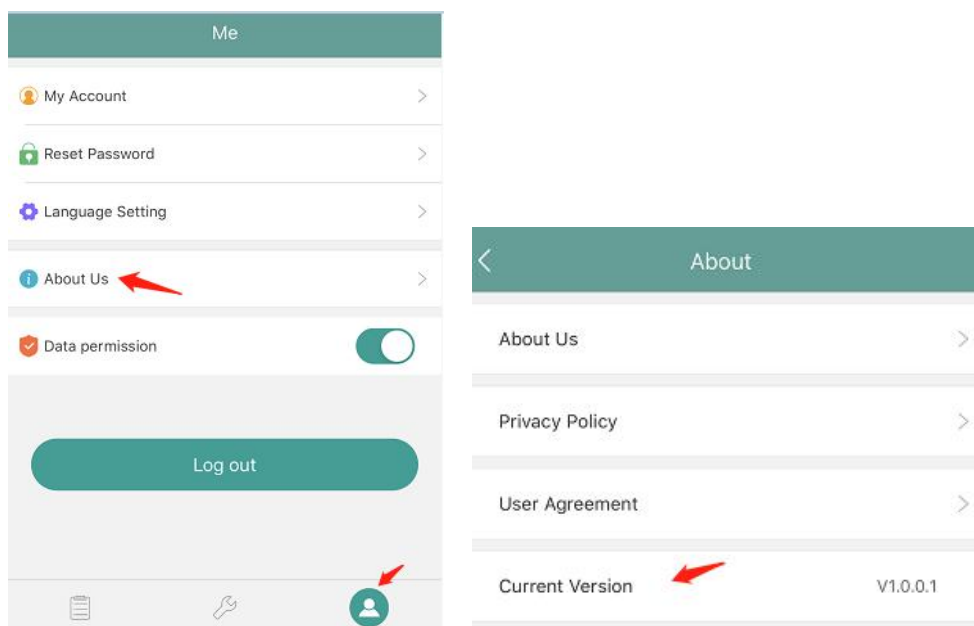 Me
My Account
Reset Password
Language Setting
About Us
Data permission
Log out
About
About Us
Privacy Policy
User Agreement
Current Version V1.0.0.1